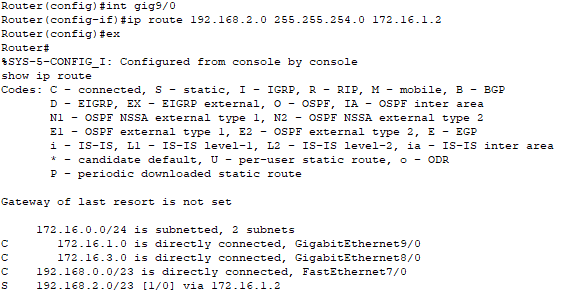 Router(config)#int gig9/0
Router(config-if)#ip route 192.168.2.0 255.255.254.0 172.16.1.2
Router(config)#ex
Router#
%SYS-5-CONFIG_I: Configured from console by console
show ip route
Codes: C - connected, S - static, I - IGRP, R - RIP, M - mobile, B - BGP
       D - EIGRP, EX - EIGRP external, O - OSPF, IA - OSPF inter area
       N1 - OSPF NSSA external type 1, N2 - OSPF NSSA external type 2
       E1 - OSPF external type 1, E2 - OSPF external type 2, E - EGP
       i - IS-IS, L1 - IS-IS level-1, L2 - IS-IS level-2, ia - IS-IS inter area
       * - candidate default, U - per-user static route, o - ODR
       P - periodic downloaded static route

Gateway of last resort is not set

     172.16.0.0/24 is subnetted, 2 subnets
C       172.16.1.0 is directly connected, GigabitEthernet9/0
C       172.16.3.0 is directly connected, GigabitEthernet8/0
C    192.168.0.0/23 is directly connected, FastEthernet7/0
S    192.168.2.0/23 [1/0] via 172.16.1.2